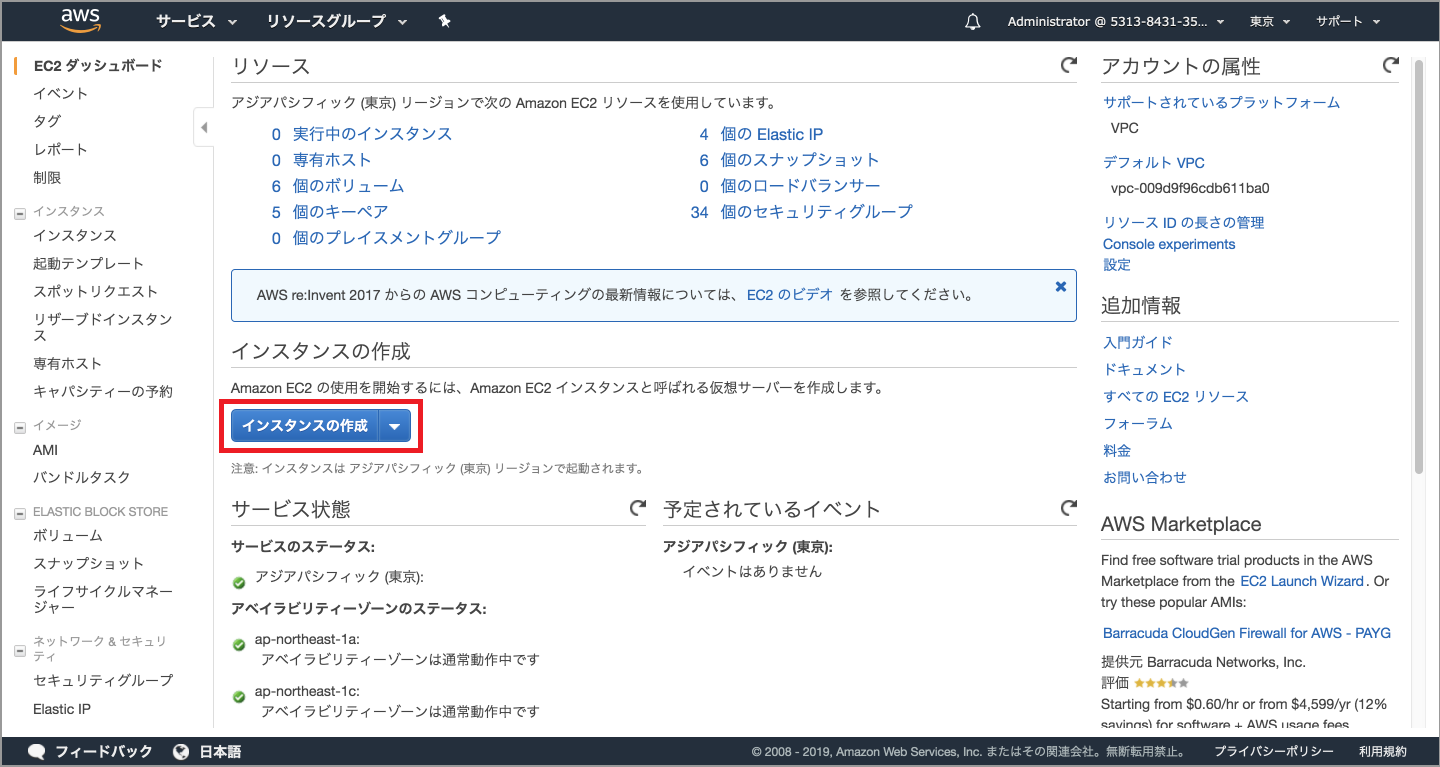 aws
サービス
リソースグループ
Administrator @ 5313-8431-35...
東京
サポート
EC2 ダッシュボード
イベント
タグ
レポート
制限
インスタンス
インスタンス
起動テンプレート
スポットリクエスト
リザーブドインスタン
ス
専有ホスト
キャパシティーの予約
イメージ
AMI
バンドルタスク
ELASTIC BLOCK STORE
ボリューム
スナップショット
ライフサイクルマネー
ジャー
ネットワーク & セキュリ
ティ
セキュリティグループ
Elastic IP
リソース
アジアパシフィック (東京) リージョンで次の Amazon EC2 リソースを使用しています。
0 実行中のインスタンス
0 専有ホスト
6 個のボリューム
5 個のキーペア
0 個のプレイスメントグループ
4 個の Elastic IP
6 個のスナップショット
0 個のロードバランサー
34 個のセキュリティグループ
AWS re:Invent 2017 からの AWS コンピューティングの最新情報については、EC2 のビデオ を参照してください。
インスタンスの作成
Amazon EC2 の使用を開始するには、Amazon EC2 インスタンスと呼ばれる仮想サーバーを作成します。
インスタンスの作成
注意: インスタンスは アジアパシフィック (東京) リージョンで起動されます。
サービス状態
サービスのステータス:
アジアパシフィック (東京):
アベイラビリティーゾーンのステータス:
ap-northeast-1a:
アベイラビリティーゾーンは通常動作中です
ap-northeast-1c:
アベイラビリティーゾーンは通常動作中です
予定されているイベント
アジアパシフィック (東京):
イベントはありません
アカウントの属性
サポートされているプラットフォーム
VPC
デフォルト VPC
vpc-009d9f96cdb611ba0
リソース ID の長さの管理
Console experiments
設定
追加情報
入門ガイド
ドキュメント
すべての EC2 リソース
フォーラム
料金
お問い合わせ
AWS Marketplace
Find free software trial products in the AWS
Marketplace from the EC2 Launch Wizard. Or
try these popular AMIs:
Barracuda CloudGen Firewall for AWS - PAYG
提供元 Barracuda Networks, Inc.
評価
Starting from $0.60/hr or from $4,599/yr (12%
savings) for software + AWS usage fees
フィードバック
日本語
© 2008 - 2019, Amazon Web Services, Inc. またはその関連会社。無断転用禁止。
プライバシーポリシー
利用規約